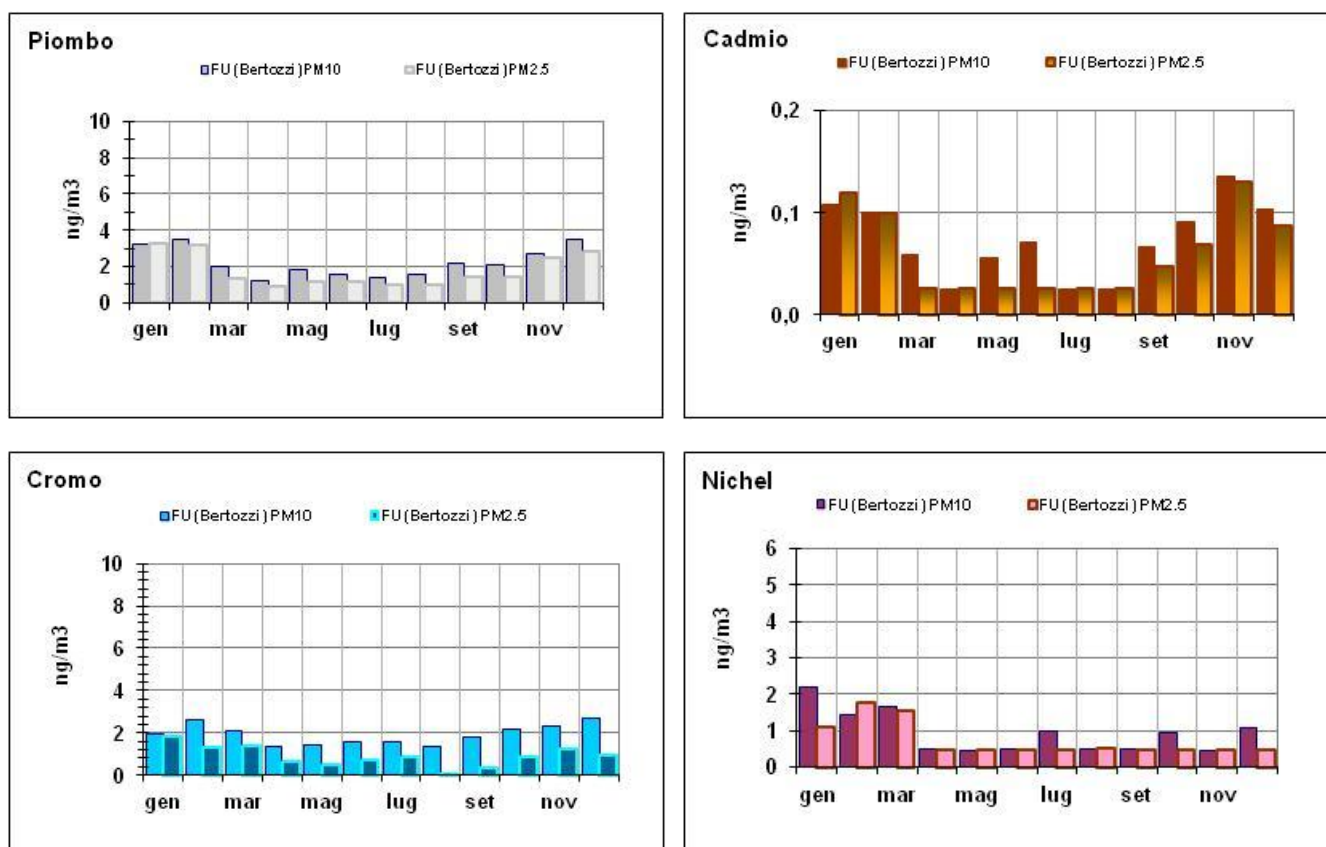 Piombo
FU(Bertozzi)PM10 FU(Bertozzi)PM2.5
10
8
6
4
2
0
ng/m3
gen mar mag lug set nov
Cadmio
FU(Bertozzi)PM10 FU(Bertozzi)PM2.5
0,2
0,1
0,0
ng/m3
gen mar mag lug set nov
Cromo
FU(Bertozzi)PM10 FU(Bertozzi)PM2.5
10
8
6
4
2
0
ng/m3
gen mar mag lug set nov
Nichel
FU(Bertozzi)PM10 FU(Bertozzi)PM2.5
6
5
4
3
2
1
0
ng/m3
gen mar mag lug set nov